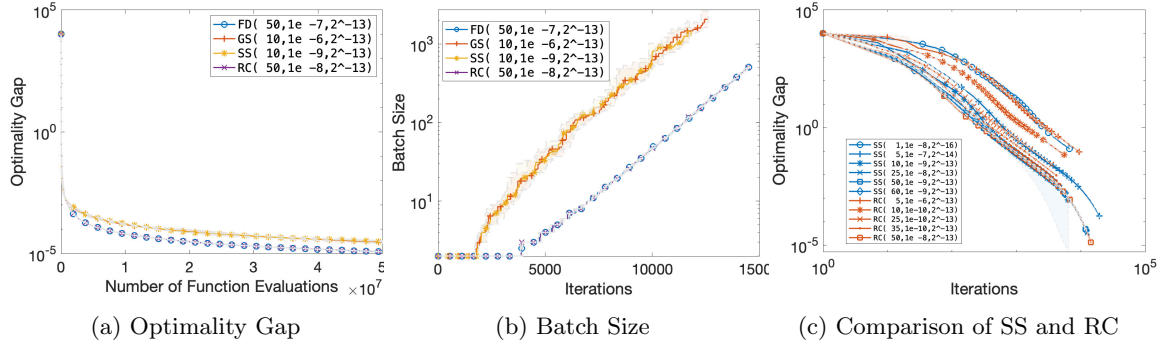 10^5
10^0
10^-5
Optimality Gap
FD( 50,1e -7,2^-13)
GS( 10,1e -6,2^-13)
SS( 10,1e -9,2^-13)
RC( 50,1e -8,2^-13)
0 1 2 3 4 5
Number of Function Evaluations ×10^7
(a) Optimality Gap
10^3
10^2
10^1
Batch Size
FD( 50,1e -7,2^-13)
GS( 10,1e -6,2^-13)
SS( 10,1e -9,2^-13)
RC( 50,1e -8,2^-13)
0 5000 10000 15000
Iterations
(b) Batch Size
10^5
10^0
10^-5
Optimality Gap
SS( 1,1e -8,2^-16)
SS( 5,1e -7,2^-14)
SS( 10,1e -9,2^-13)
SS( 25,1e -8,2^-13)
SS( 50,1e -9,2^-13)
SS( 60,1e -9,2^-13)
RC( 5,1e -6,2^-13)
RC( 10,1e-10,2^-13)
RC( 25,1e-10,2^-13)
RC( 35,1e-10,2^-13)
RC( 50,1e -8,2^-13)
10^0 10^5
Iterations
(c) Comparison of SS and RC